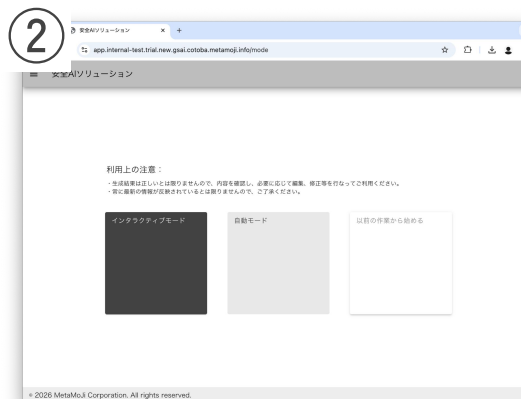 2
安全AIソリューション
app.internal-test.trial.new.gsai.cotoba.metamoji.info/mode
安全AIソリューション
利用上の注意：
・生成結果は正しいとは限りませんので、内容を確認し、必要に応じて編集、修正等を行なってご利用ください。
・常に最新の情報が反映されているとは限りませんので、ご了承ください。
インタラクティブモード
自動モード
以前の作業から始める
© 2026 MetaMoJi Corporation. All rights reserved.